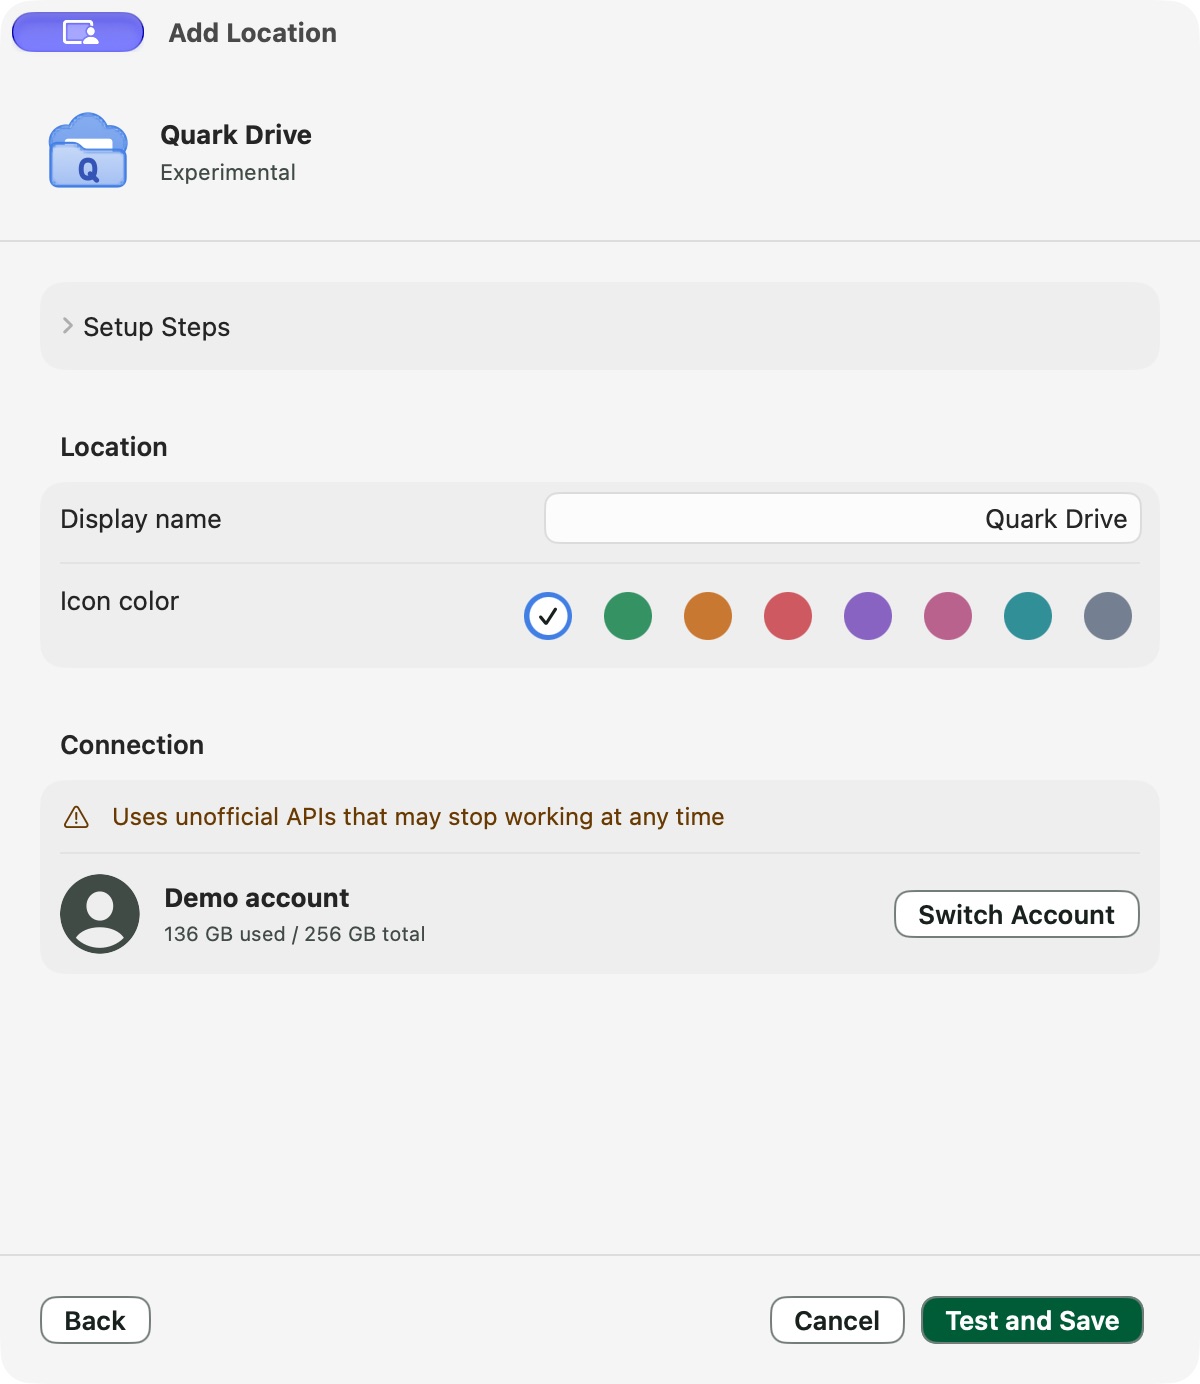 Add Location
Q
Quark Drive
Experimental
Setup Steps
Location
Display name
Quark Drive
Icon color
Connection
Uses unofficial APIs that may stop working at any time
Demo account
136 GB used / 256 GB total
Switch Account
Back
Cancel
Test and Save